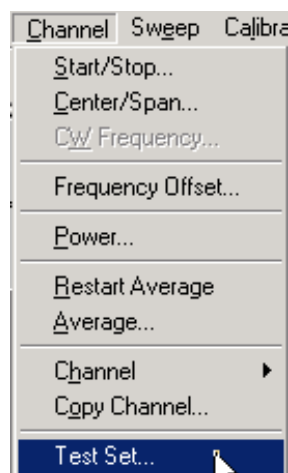 Channel Sweep Calibra
Start/Stop...
Center/Span...
CW Frequency...
Frequency Offset...
Power...
Restart Average
Average...
Channel
Copy Channel...
Test Set...